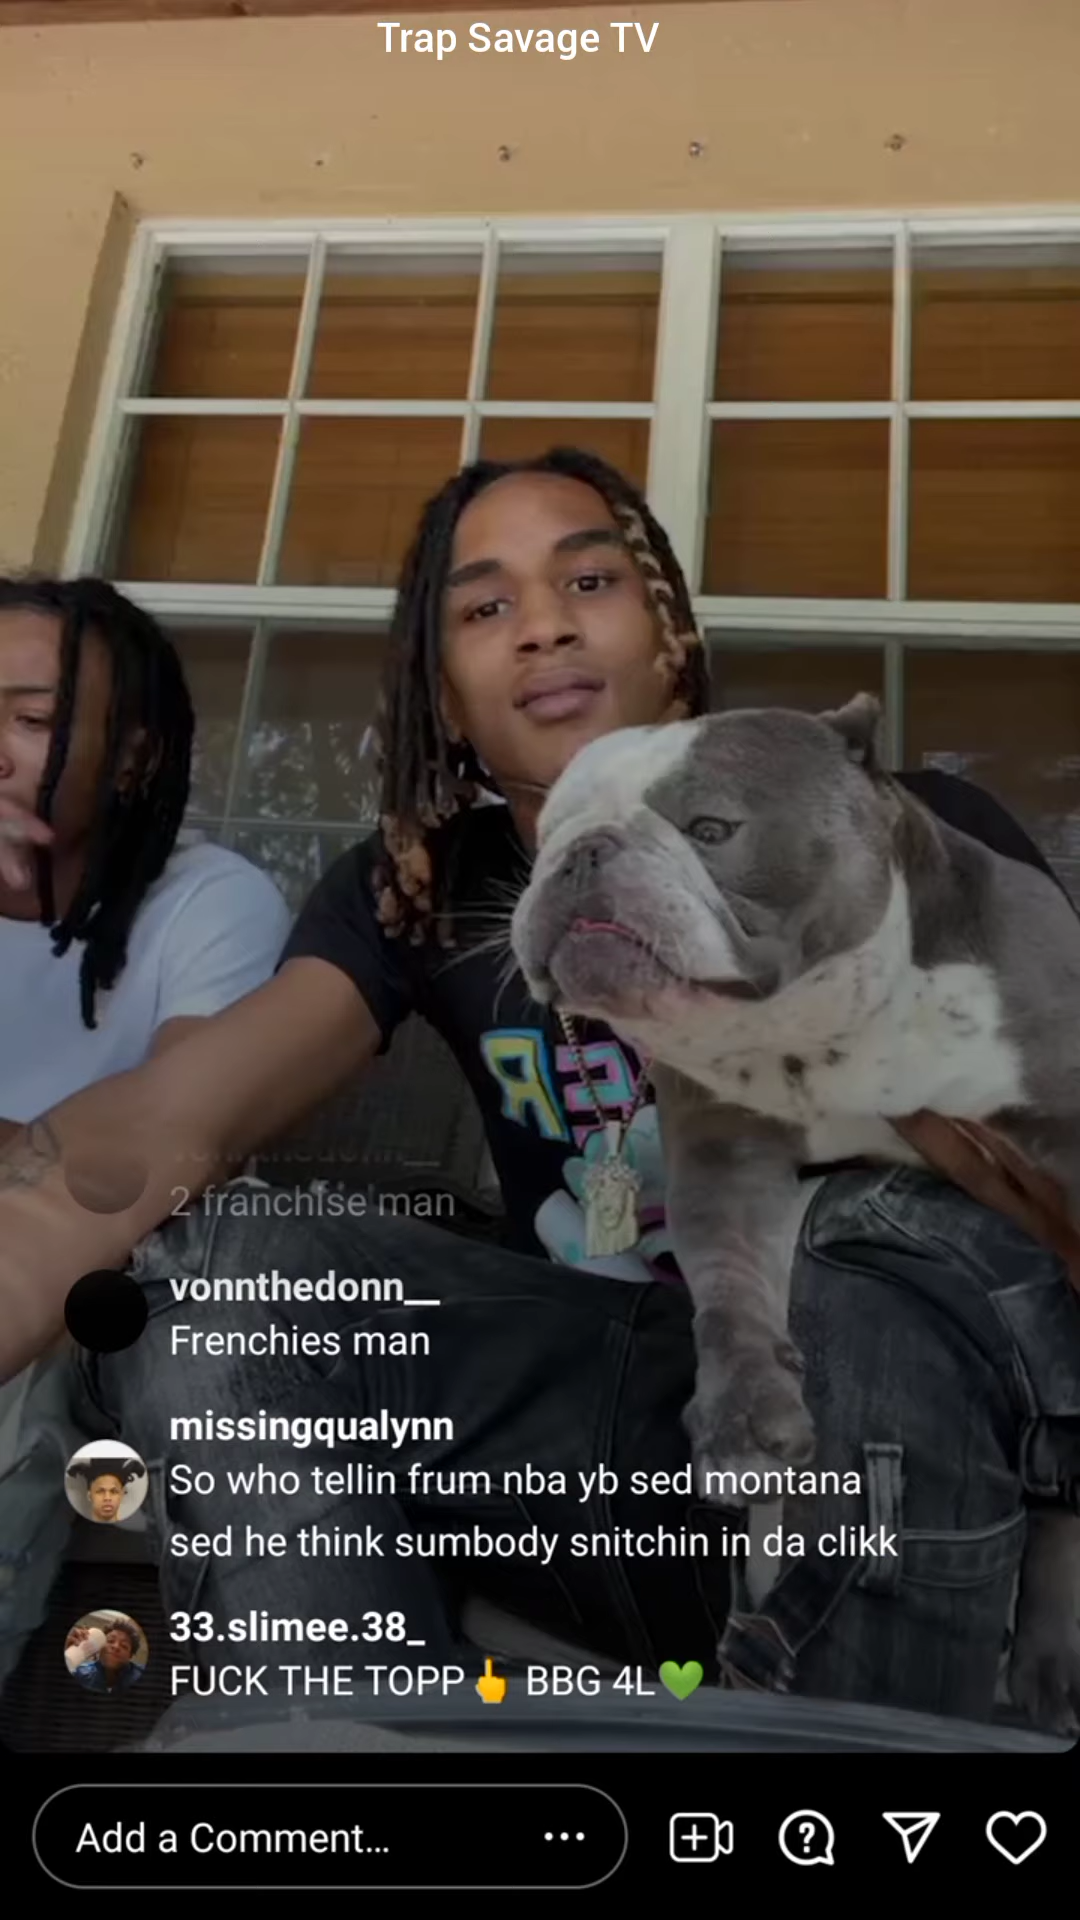 Trap Savage TV
2 franchise man
vonnthedonn__
Frenchies man
missingqualynn
So who tellin frum nba yb sed montana
sed he think sumbody snitchin in da clikk
33.slimee.38_
FUCK THE TOPP🖕 BBG 4L💚
Add a Comment...